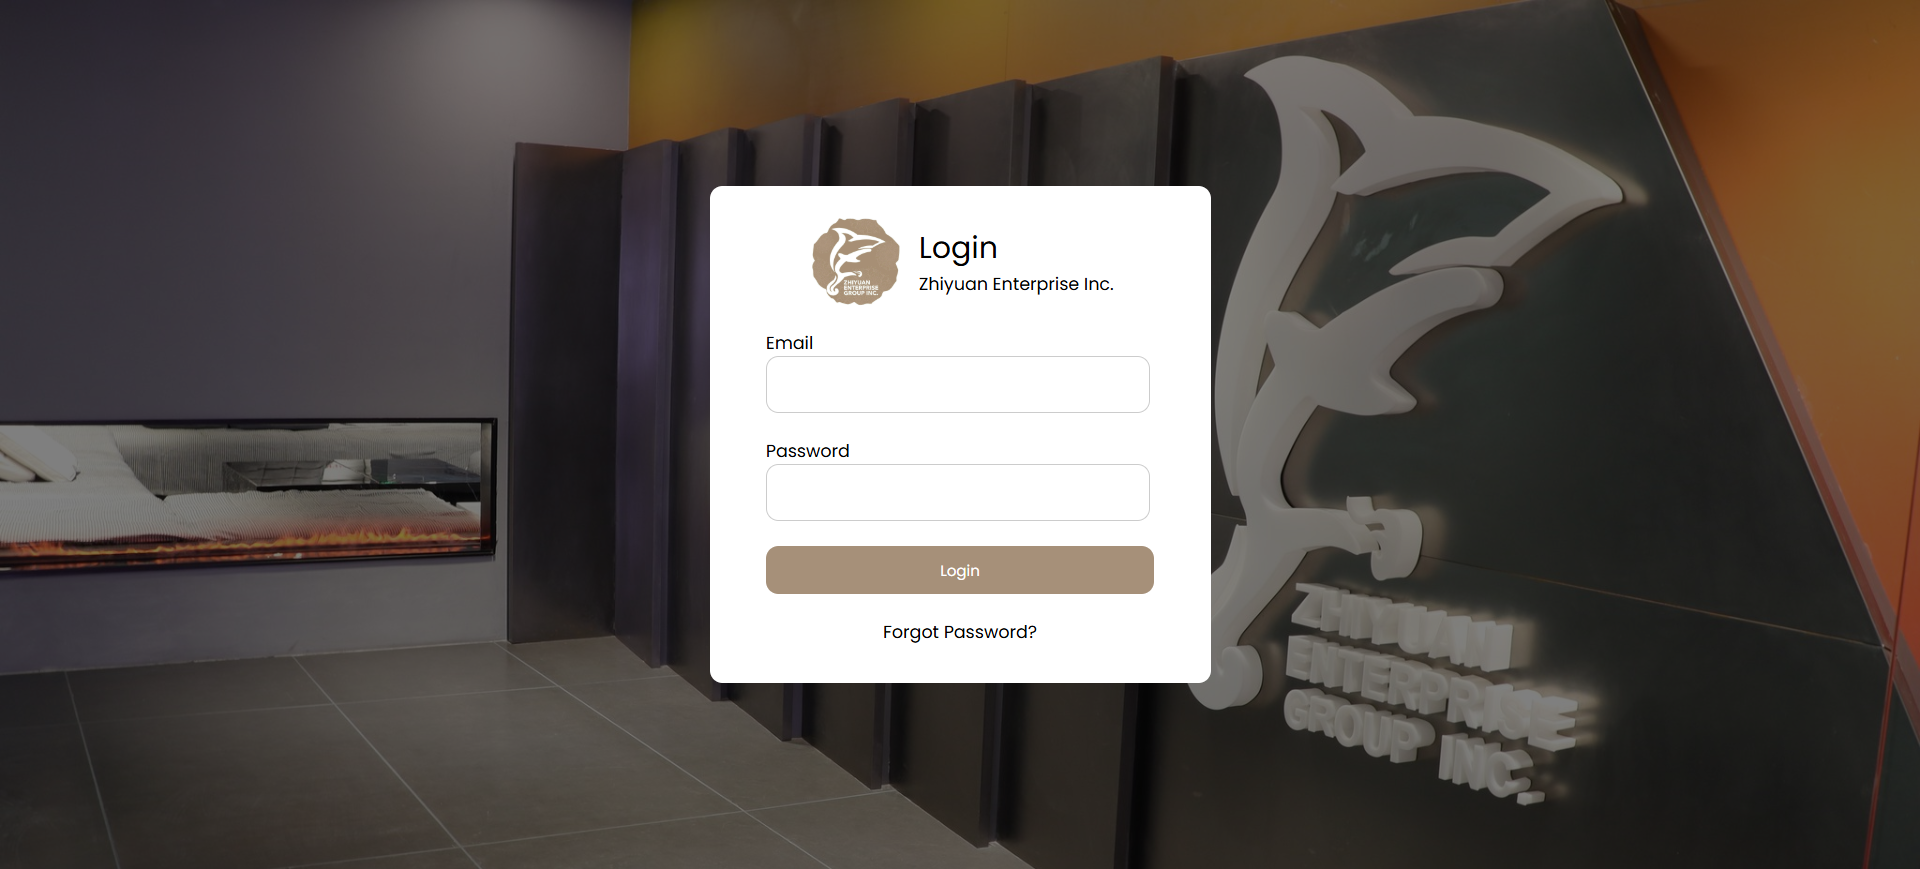 ZHIYUAN
ENTERPRISE
GROUP INC.
Login
Zhiyuan Enterprise Inc.
Email
Password
Login
Forgot Password?
ZHIYUAN
ENTERPRISE
GROUP INC.